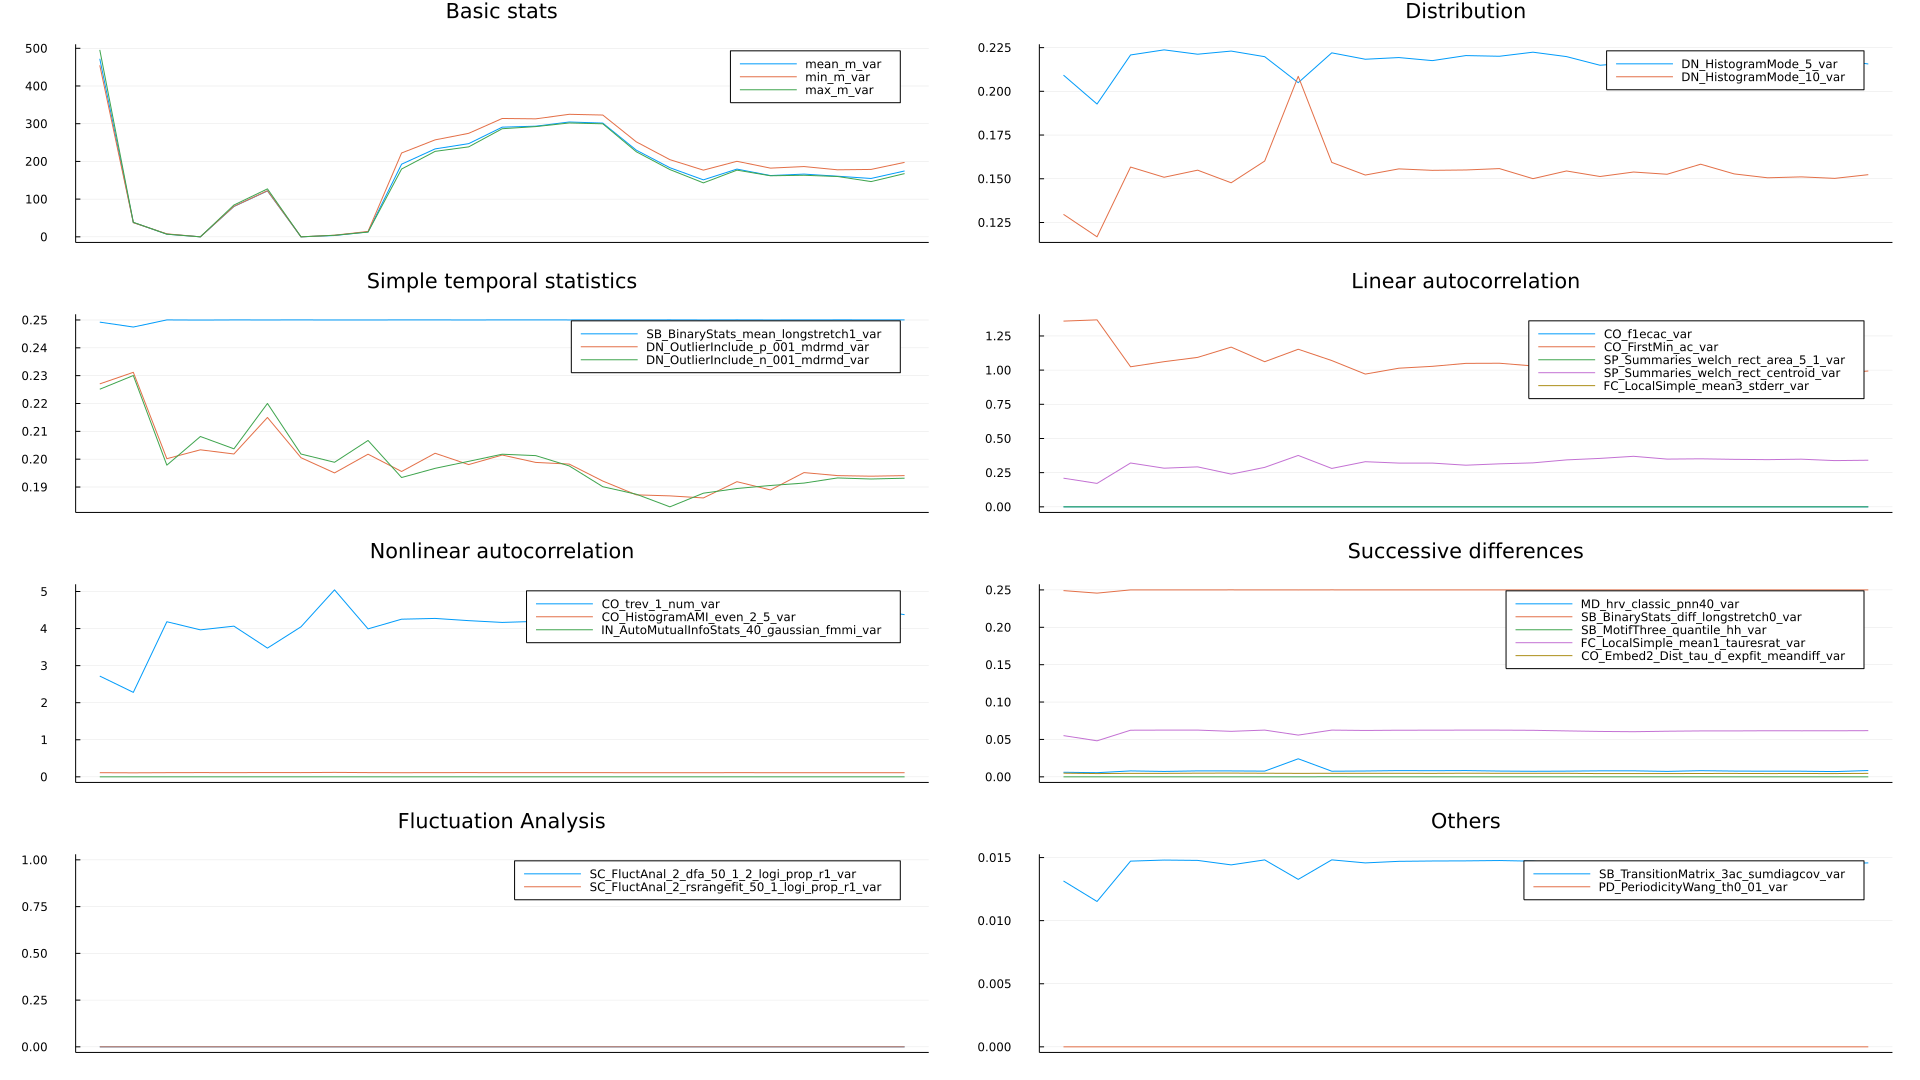 Basic stats
500
400
300
200
100
0
mean_m_var
min_m_var
max_m_var
Distribution
0.225
0.200
0.175
0.150
0.125
DN_HistogramMode_5_var
DN_HistogramMode_10_var
Simple temporal statistics
0.25
0.24
0.23
0.22
0.21
0.20
0.19
SB_BinaryStats_mean_longstretch1_var
DN_OutlierInclude_p_001_mdrmd_var
DN_OutlierInclude_n_001_mdrmd_var
Linear autocorrelation
1.25
1.00
0.75
0.50
0.25
0.00
CO_f1ecac_var
CO_FirstMin_ac_var
SP_Summaries_welch_rect_area_5_1_var
SP_Summaries_welch_rect_centroid_var
FC_LocalSimple_mean3_stderr_var
Nonlinear autocorrelation
5
4
3
2
1
0
CO_trev_1_num_var
CO_HistogramAMI_even_2_5_var
IN_AutoMutualInfoStats_40_gaussian_fmmi_var
Successive differences
0.25
0.20
0.15
0.10
0.05
0.00
MD_hrv_classic_pnn40_var
SB_BinaryStats_diff_longstretch0_var
SB_MotifThree_quantile_hh_var
FC_LocalSimple_mean1_tauresrat_var
CO_Embed2_Dist_tau_d_expfit_meandiff_var
Fluctuation Analysis
1.00
0.75
0.50
0.25
0.00
SC_FluctAnal_2_dfa_50_1_2_logi_prop_r1_var
SC_FluctAnal_2_rsrangefit_50_1_logi_prop_r1_var
Others
0.015
0.010
0.005
0.000
SB_TransitionMatrix_3ac_sumdiagcov_var
PD_PeriodicityWang_th0_01_var